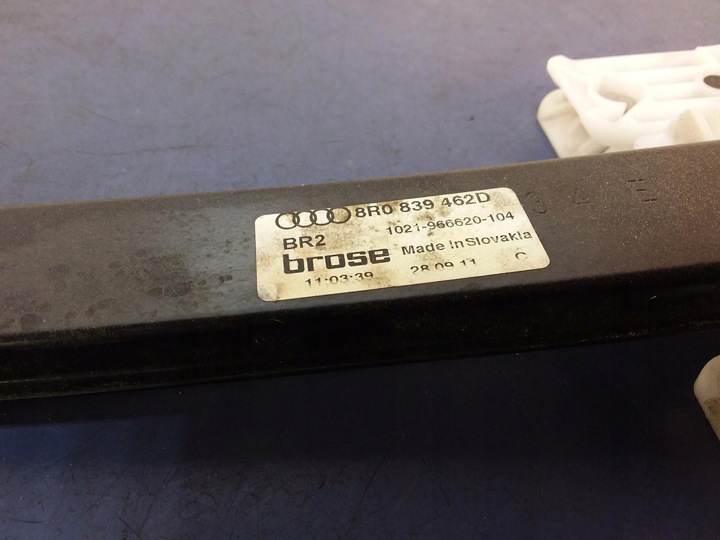 8R0 839 462D
BR2 1021-966620-104
brose Made in Slovakia
11:03:39 28.09.11 C